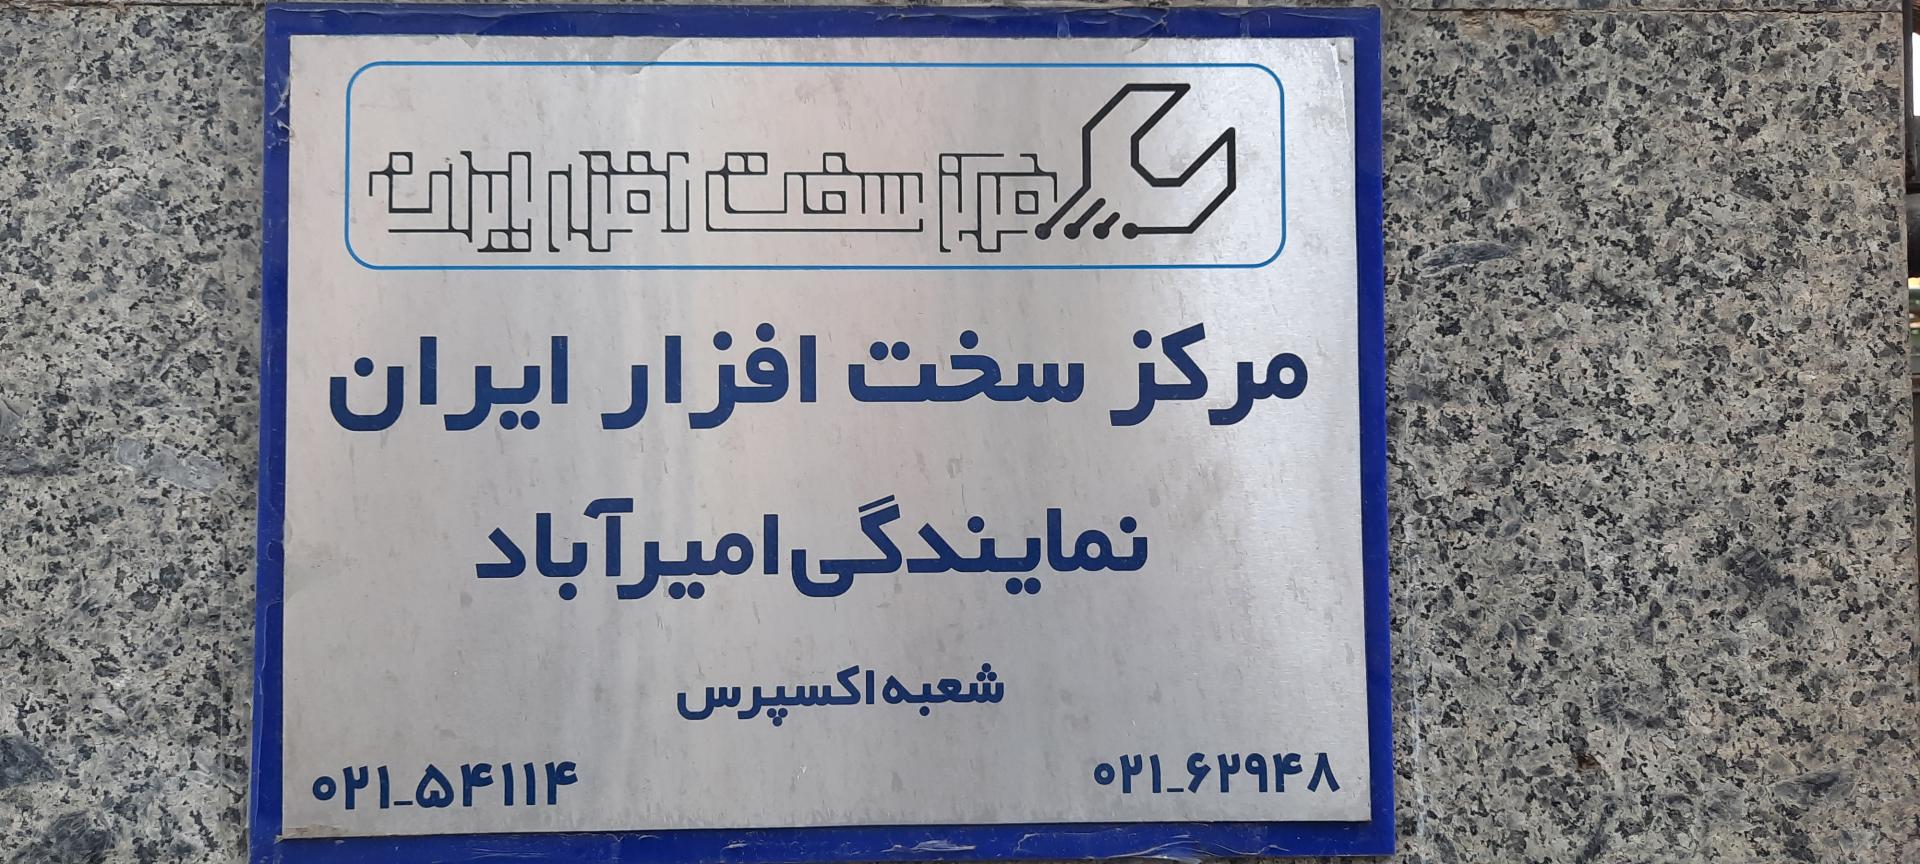 مرکز سخت افزار ایران
مرکز سخت افزار ایران
نمایندگی امیرآباد
شعبه اکسپرس
۰۲۱_۶۲۹۴۸
۰۲۱_۵۴۱۱۴